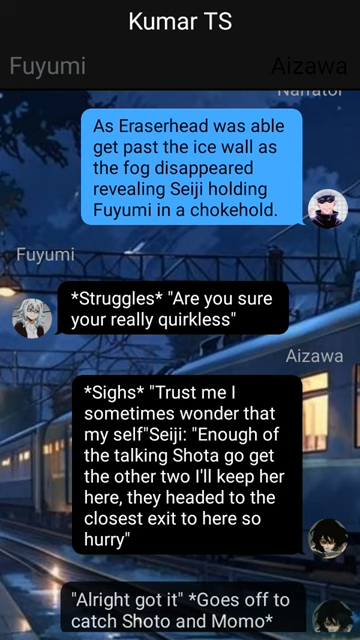 Kumar TS
Fuyumi
Aizawa
Narrator
As Eraserhead was able
get past the ice wall as
the fog disappeared
revealing Seiji holding
Fuyumi in a chokehold.
Fuyumi
*Struggles* "Are you sure
your really quirkless"
Aizawa
*Sighs* "Trust me I
sometimes wonder that
my self"Seiji: "Enough of
the talking Shota go get
the other two I'll keep her
here, they headed to the
closest exit to here so
hurry"
"Alright got it" *Goes off to
catch Shoto and Momo*